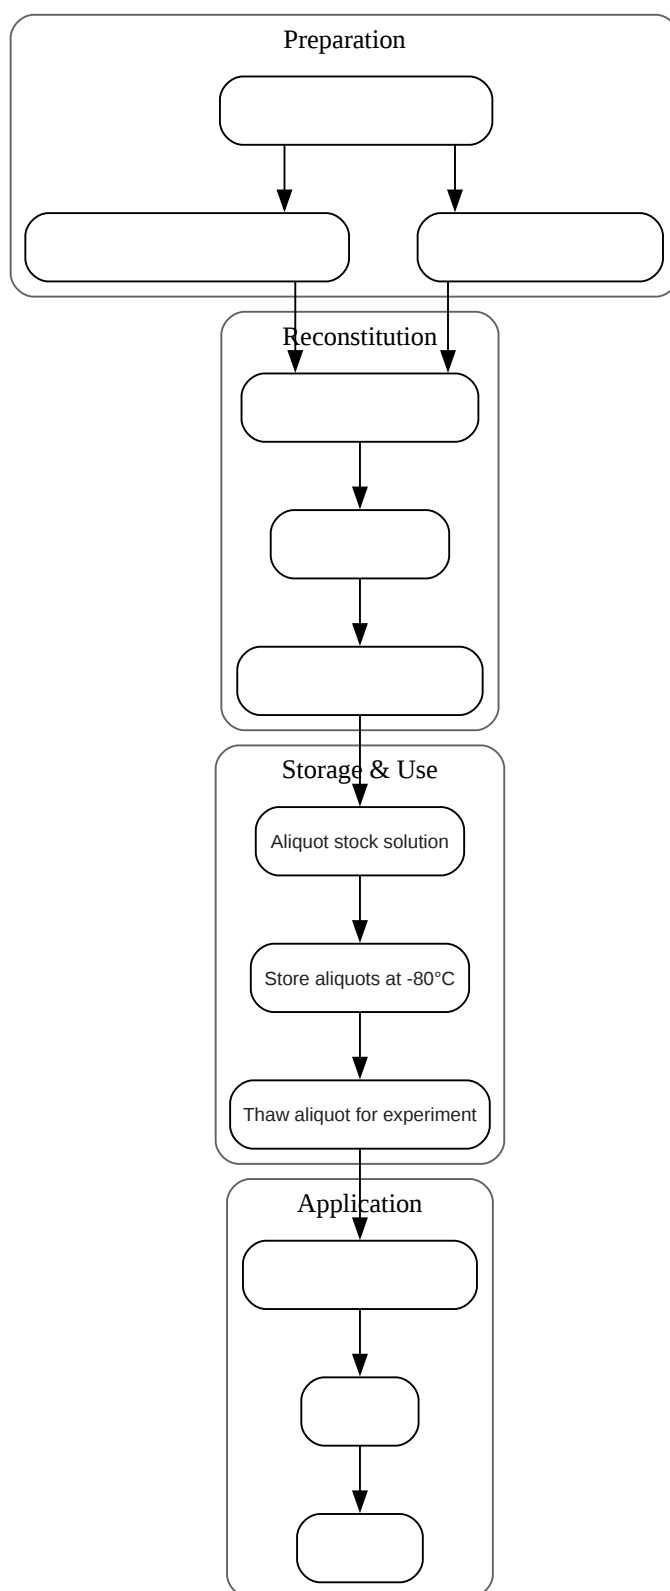 Preparation
Reconstitution
Storage & Use
Aliquot stock solution
Store aliquots at -80°C
Thaw aliquot for experiment
Application